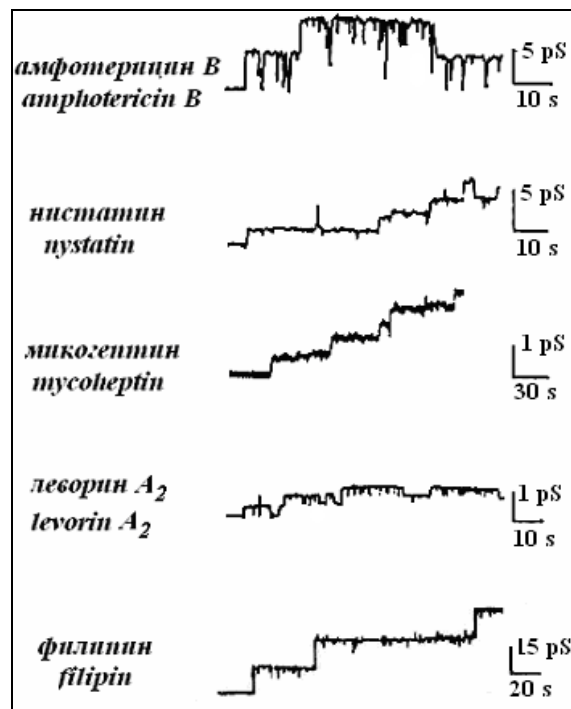 амфотерицин B
amphotericin B
5 pS
10 s
нистатин
nystatin
5 pS
10 s
микогептин
mycoheptin
1 pS
30 s
леворин A₂
levorin A₂
1 pS
10 s
филипин
filipin
15 pS
20 s